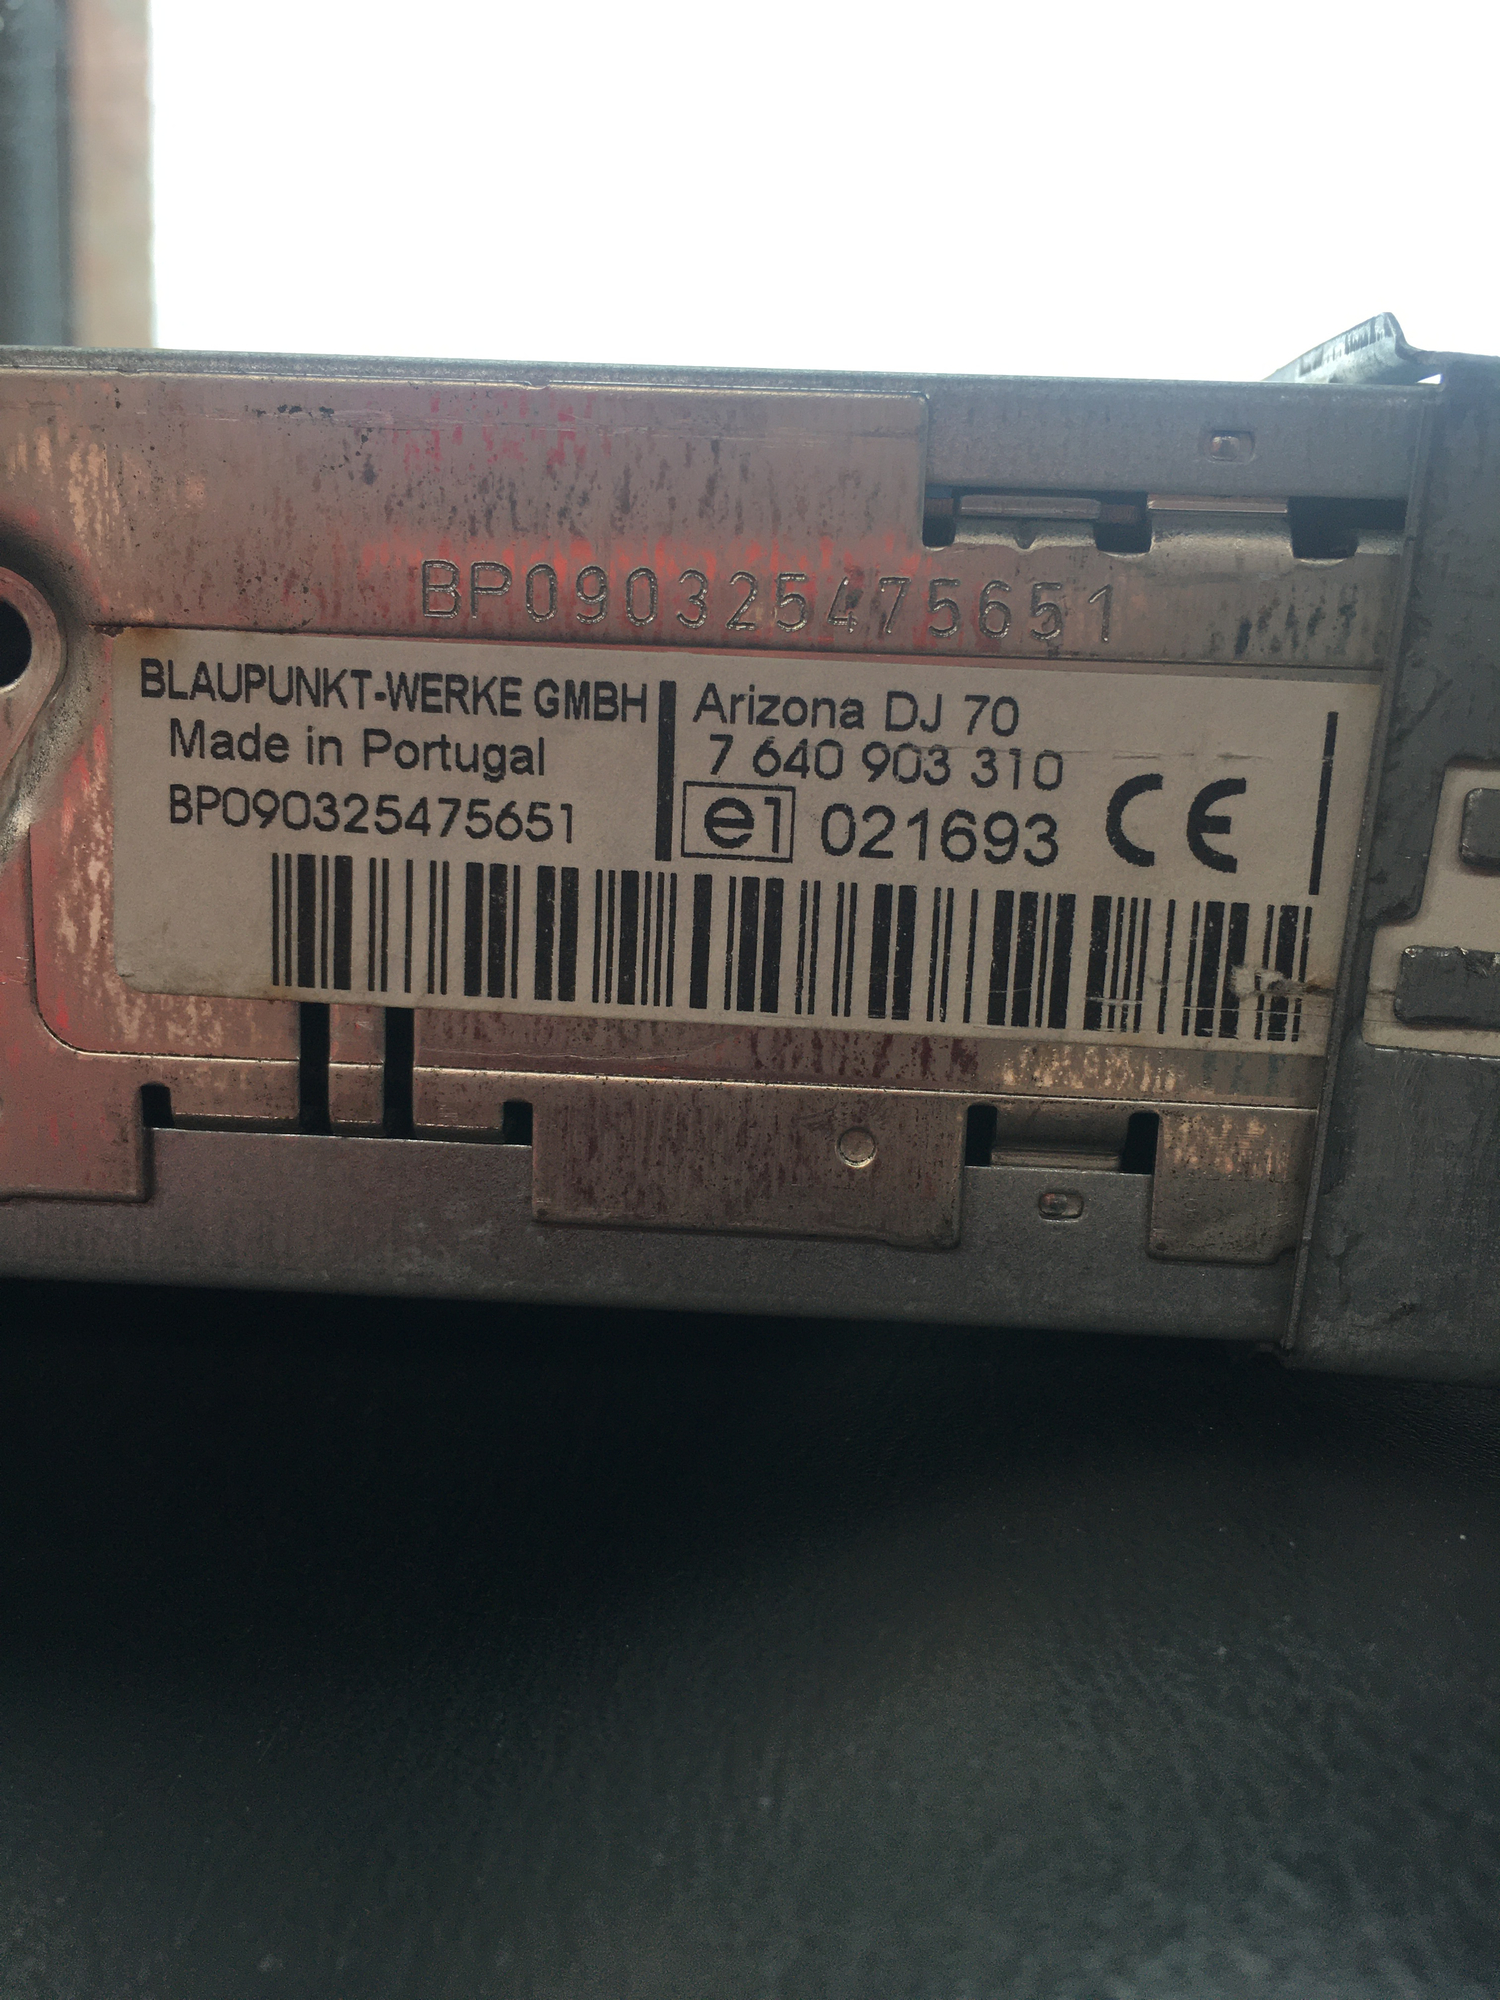 BP090325475651
BLAUPUNKT-WERKE GMBH
Made in Portugal
BP090325475651
Arizona DJ 70
7 640 903 310
e1 021693 CE